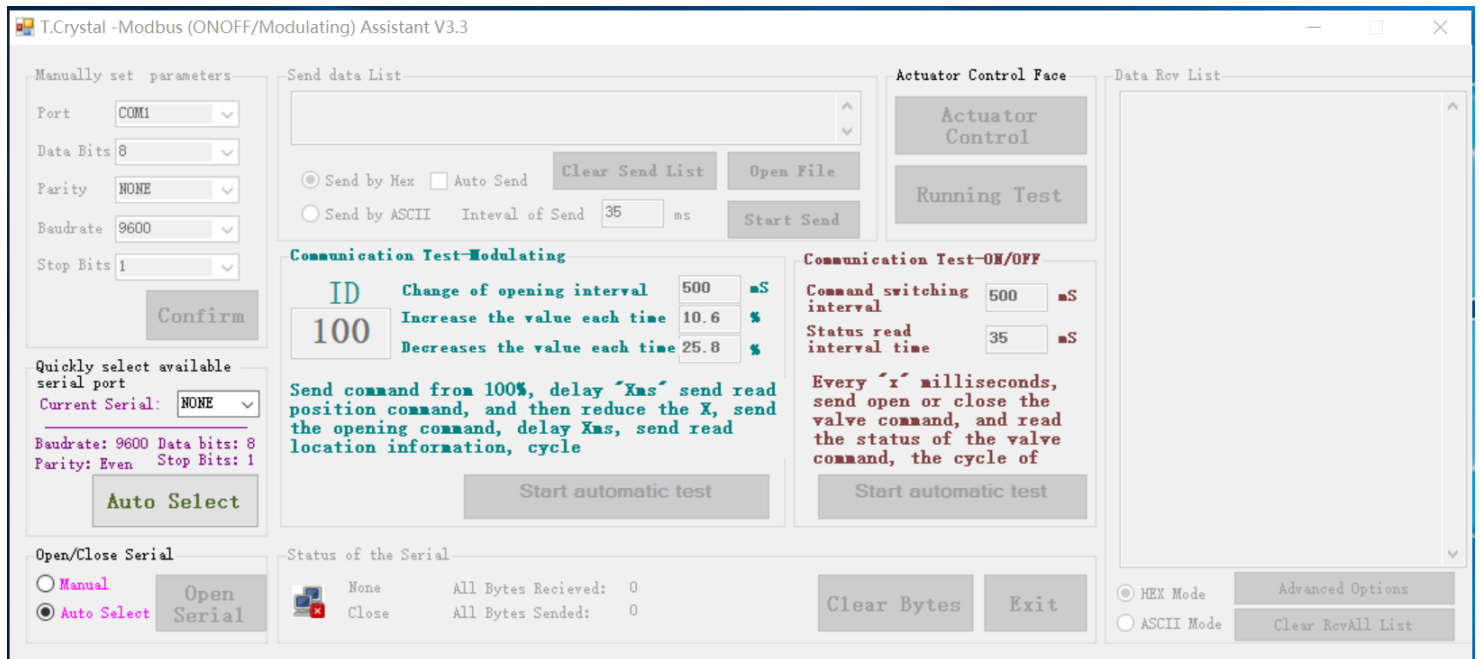 T.Crystal -Modbus (ONOFF/Modulating) Assistant V3.3
Manually set parameters
Port COM1
Data Bits 8
Parity NONE
Baudrate 9600
Stop Bits 1
Confirm
Quickly select available
serial port
Current Serial: NONE
Baudrate: 9600 Data bits: 8
Parity: Even Stop Bits: 1
Auto Select
Open/Close Serial
Manual
Auto Select
Open
Serial
Send data List
Send by Hex Auto Send Clear Send List Open File
Send by ASCII Inteval of Send 35 ms Start Send
Actuator Control Face
Actuator
Control
Running Test
Communication Test-Modulating
ID
100
Change of opening interval 500 mS
Increase the value each time 10.6 %
Decreases the value each time 25.8 %
Send command from 100%, delay "Xms" send read
position command, and then reduce the X, send
the opening command, delay Xms, send read
location information, cycle
Start automatic test
Communication Test-ON/OFF
Command switching
interval
500 mS
Status read
interval time
35 mS
Every "x" milliseconds,
send open or close the
valve command, and read
the status of the valve
command, the cycle of
Start automatic test
Status of the Serial
None All Bytes Recieved: 0
Close All Bytes Sended: 0
Clear Bytes
Exit
Data Rcv List
HEX Mode Advanced Options
ASCII Mode Clear RcvAll List